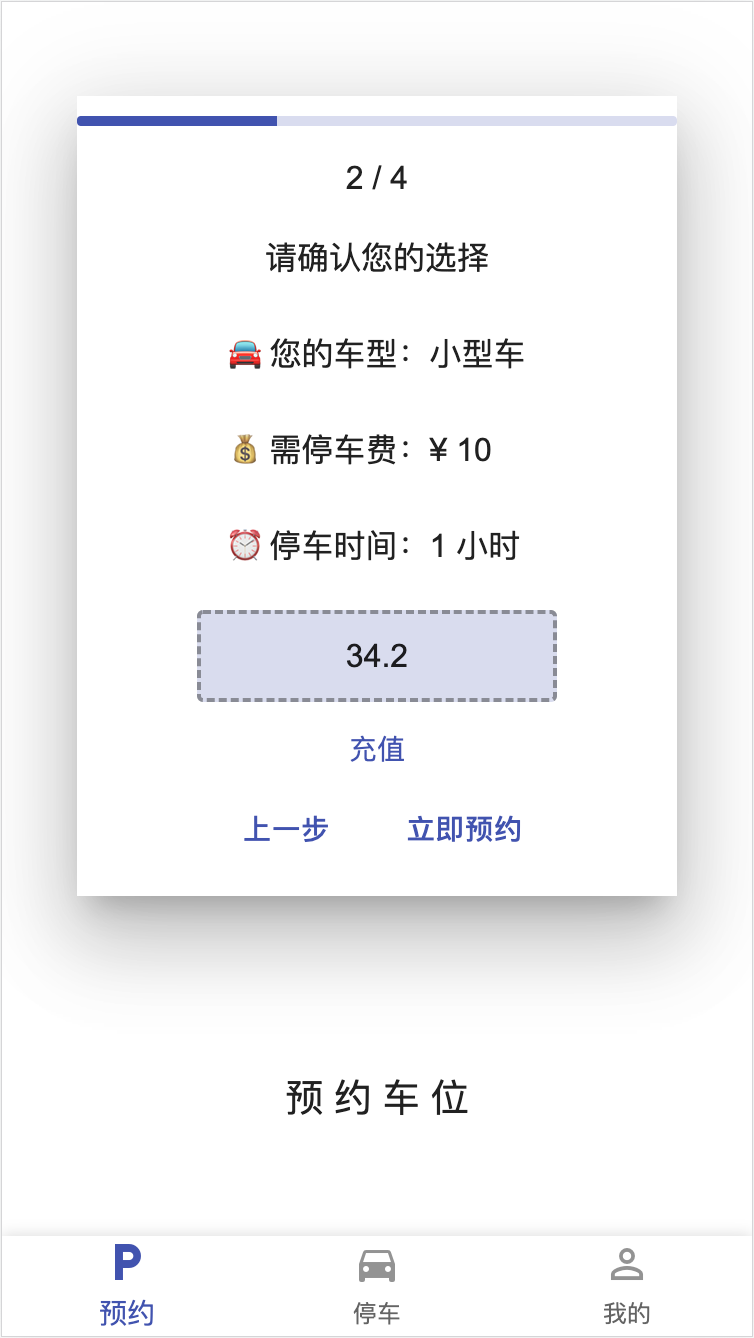 2 / 4
请确认您的选择
🚘 您的车型：小型车
💰 需停车费：¥ 10
⏰ 停车时间：1 小时
34.2
充值
上一步 立即预约
预约车位
P
预约 停车 我的